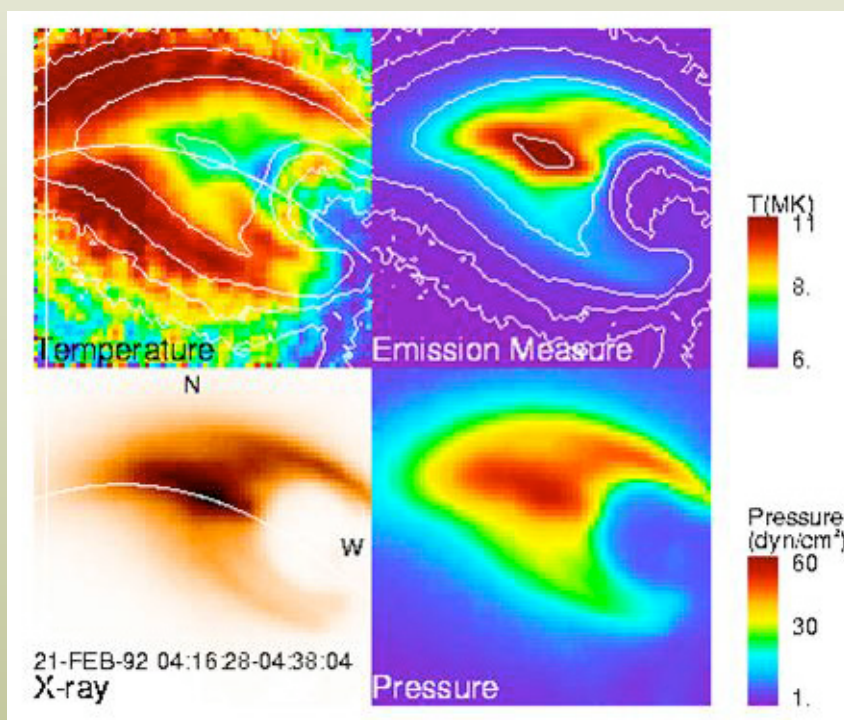 Temperature
Emission Measure
T(MK)
11
8.
6.
N
W
21-FEB-92 04:16:28-04:38:04
X-ray
Pressure
Pressure
(dyn/cm²)
60
30
1.